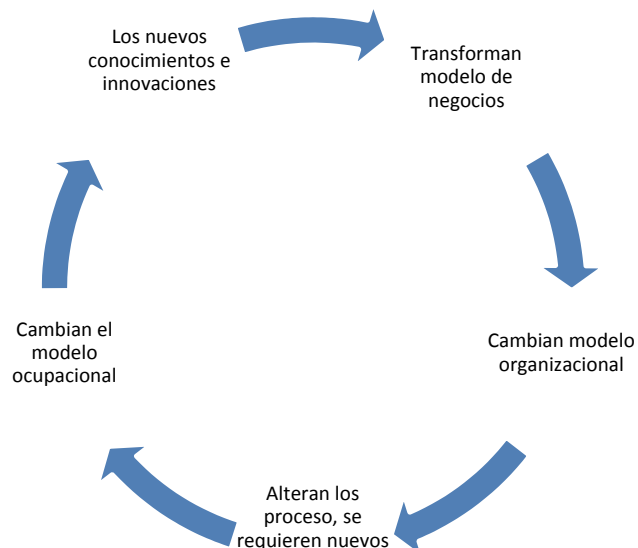 Los nuevos
conocimientos e
innovaciones
Transforman
modelo de
negocios
Cambian modelo
organizacional
Alteran los
proceso, se
requieren nuevos
Cambian el
modelo
ocupacional